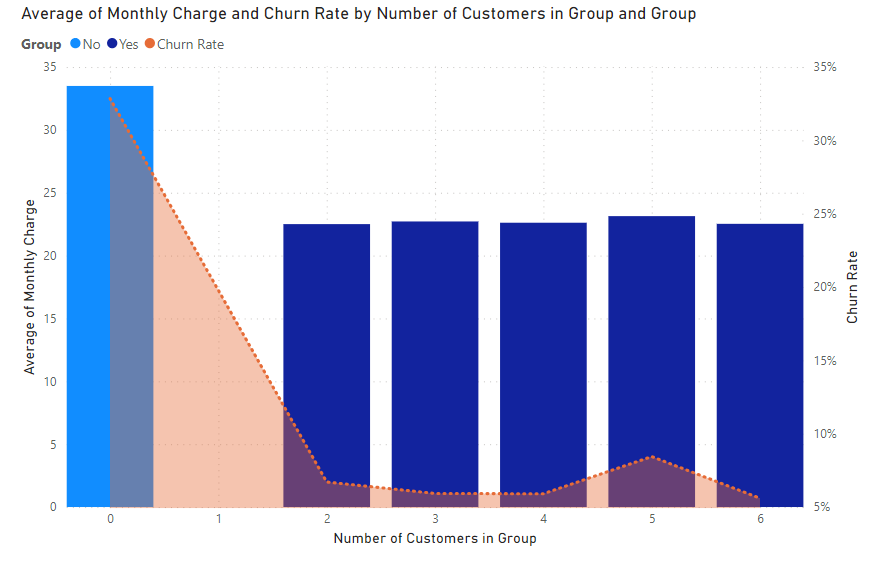 Average of Monthly Charge and Churn Rate by Number of Customers in Group and Group
Group No Yes Churn Rate
35 35%
30 30%
25 25%
20 20%
15 15%
10 10%
5
0 5%
Average of Monthly Charge
Churn Rate
0 1 2 3 4 5 6
Number of Customers in Group